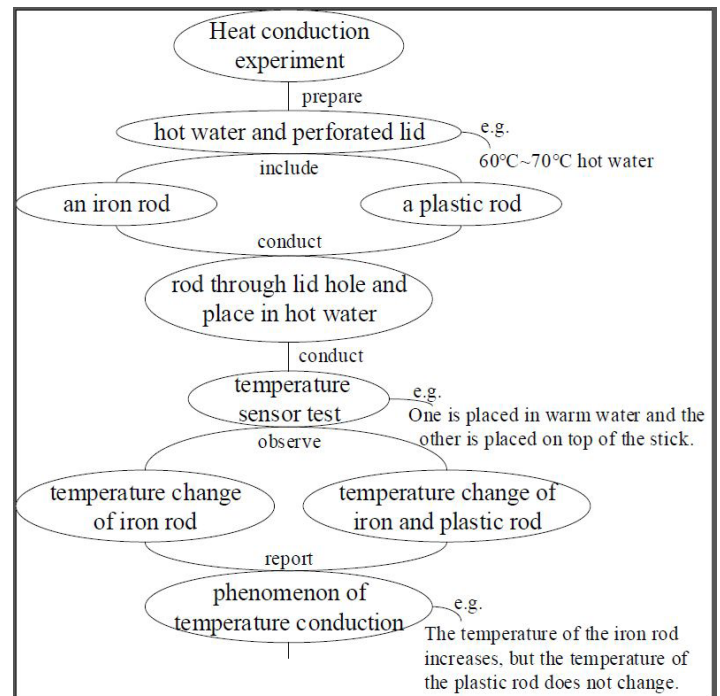 Heat conduction
experiment
prepare
hot water and perforated lid
e.g.
60℃~70℃ hot water
include
an iron rod
a plastic rod
conduct
rod through lid hole and
place in hot water
conduct
temperature
sensor test
e.g.
One is placed in warm water and the
other is placed on top of the stick.
observe
temperature change
of iron rod
temperature change of
iron and plastic rod
report
phenomenon of
temperature conduction
e.g.
The temperature of the iron rod
increases, but the temperature of
the plastic rod does not change.